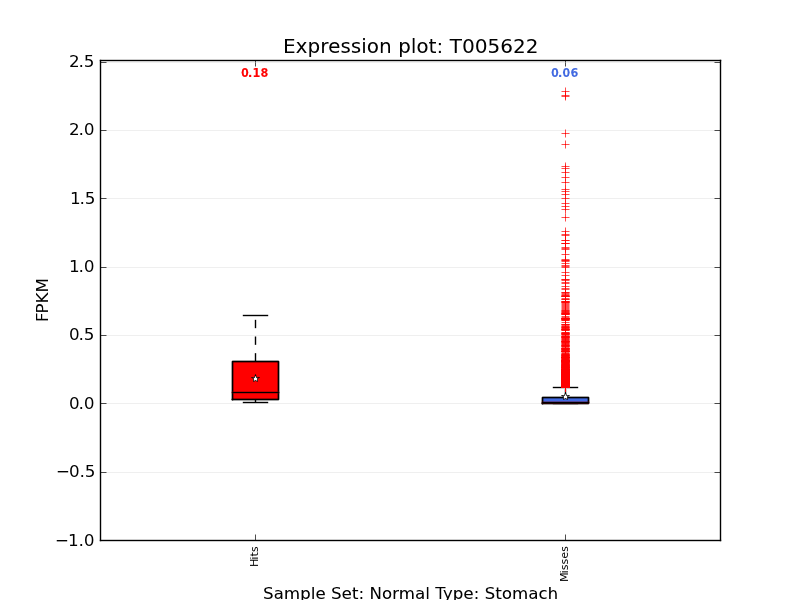 Expression plot: T005622
0.18
0.06
2.5
2.0
1.5
1.0
0.5
0.0
−0.5
−1.0
FPKM
Hits
Misses
Sample Set: Normal Type: Stomach